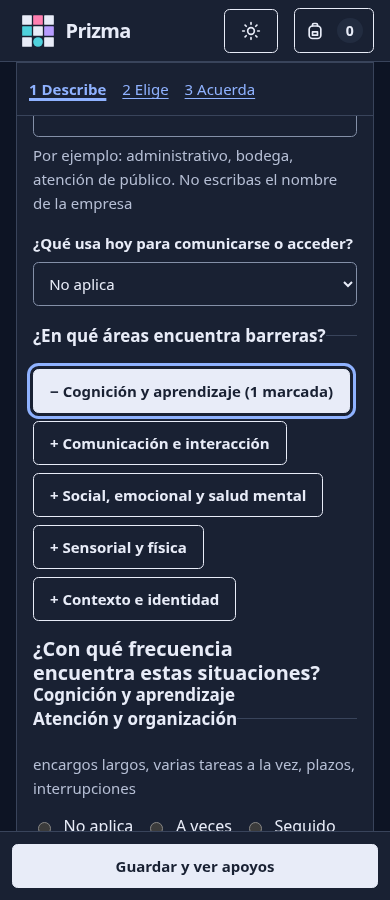 Prizma
0
1 Describe 2 Elige 3 Acuerda
Por ejemplo: administrativo, bodega,
atención de público. No escribas el nombre
de la empresa
¿Qué usa hoy para comunicarse o acceder?
No aplica
¿En qué áreas encuentra barreras?
− Cognición y aprendizaje (1 marcada)
+ Comunicación e interacción
+ Social, emocional y salud mental
+ Sensorial y física
+ Contexto e identidad
¿Con qué frecuencia
encuentra estas situaciones?
Cognición y aprendizaje
Atención y organización
encargos largos, varias tareas a la vez, plazos,
interrupciones
No aplica A veces Seguido
Guardar y ver apoyos